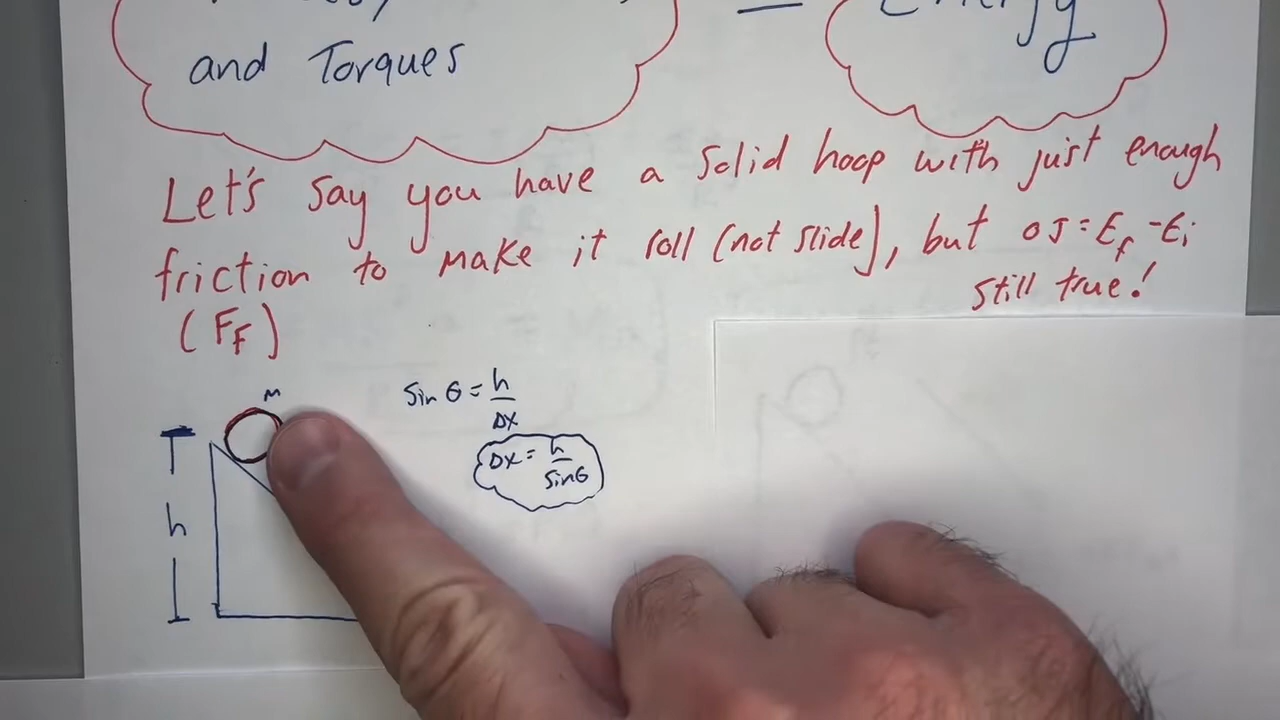 and Torques
= Energy
Let's say you have a solid hoop with just enough
friction to make it roll (not slide), but 0J = Ef - Ei
still true!
(FF)
M
h
sin θ = h/Δx
Δx = h/sinθ